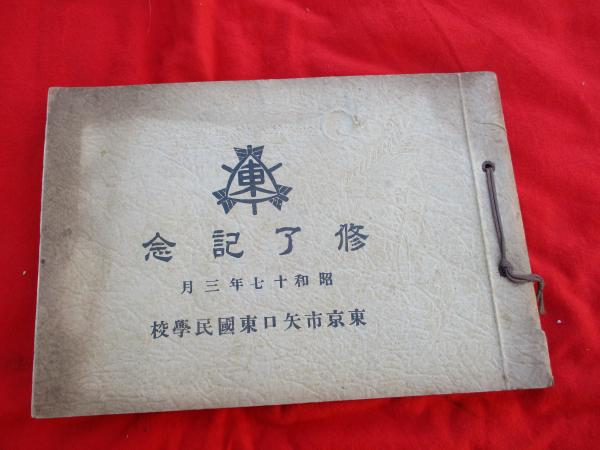 東
修了記念
昭和十七年三月
東京市矢口東國民學校